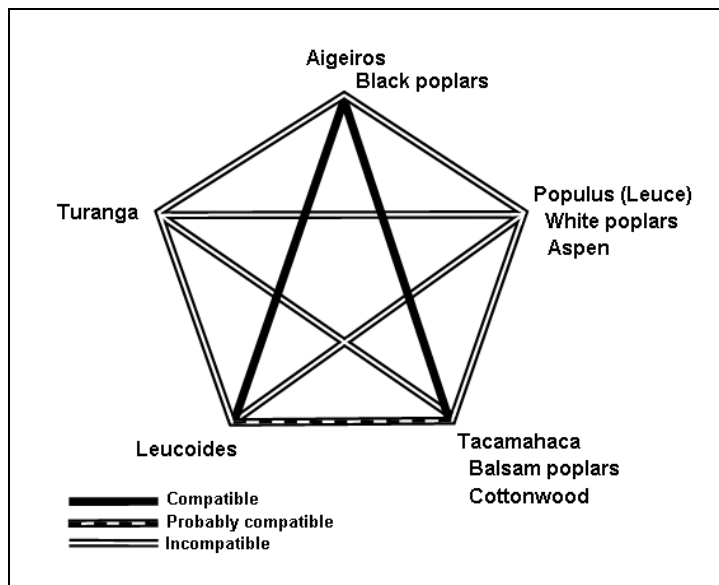 Aigeiros
Black poplars
Turanga
Populus (Leuce)
White poplars
Aspen
Leucoides
Tacamahaca
Balsam poplars
Cottonwood
Compatible
Probably compatible
Incompatible